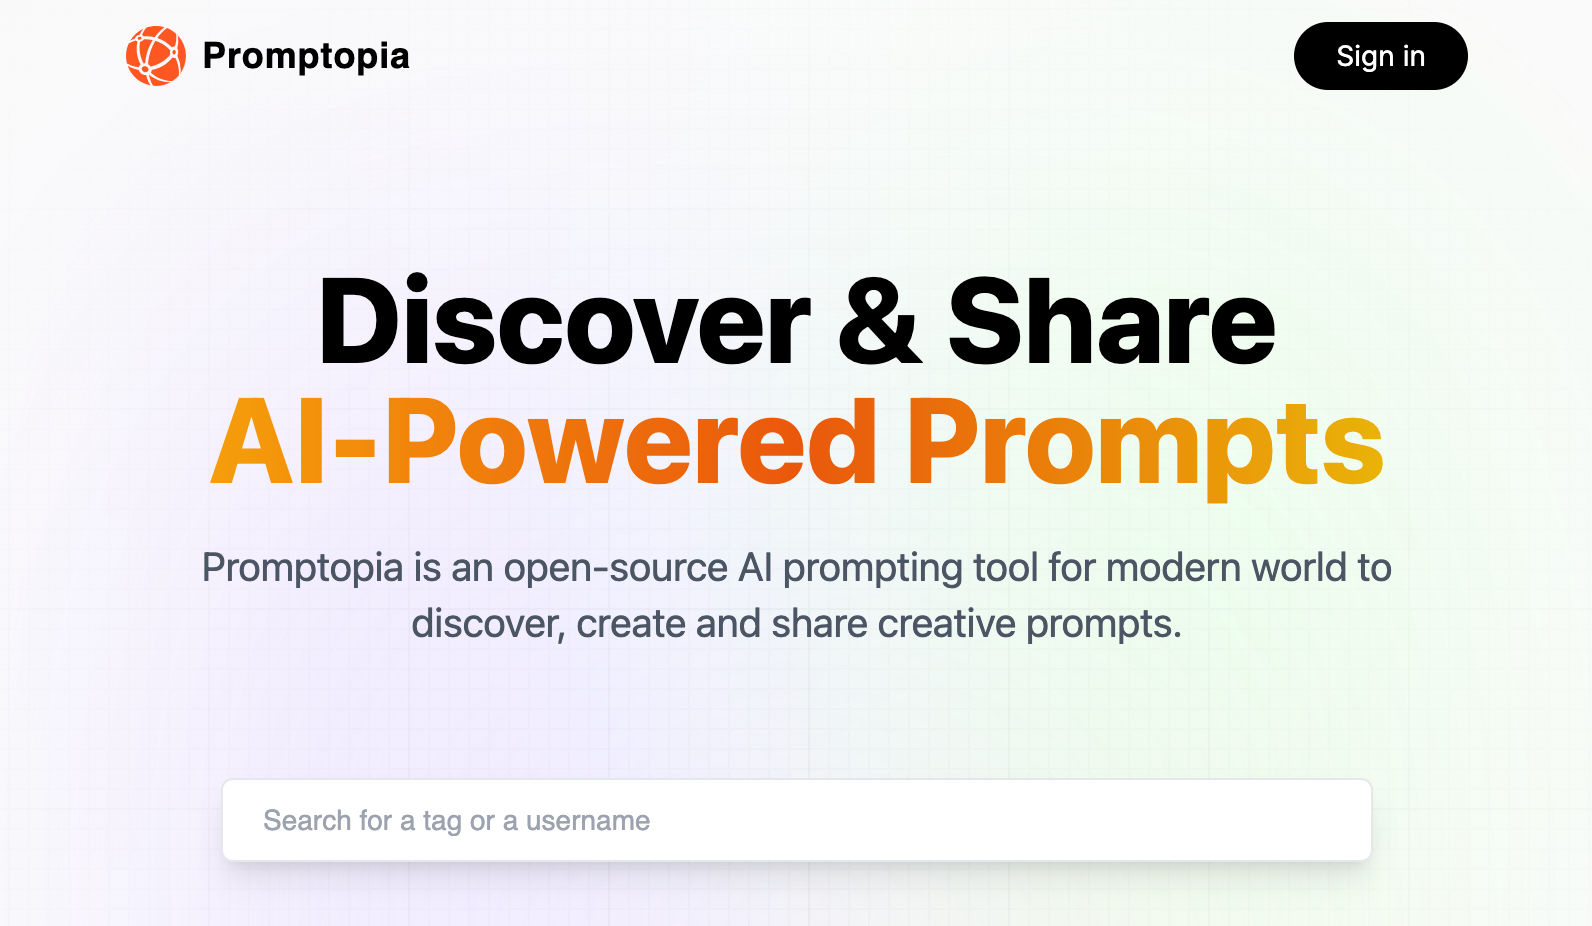 Promptopia
Sign in
Discover & Share
AI-Powered Prompts
Promptopia is an open-source AI prompting tool for modern world to
discover, create and share creative prompts.
Search for a tag or a username